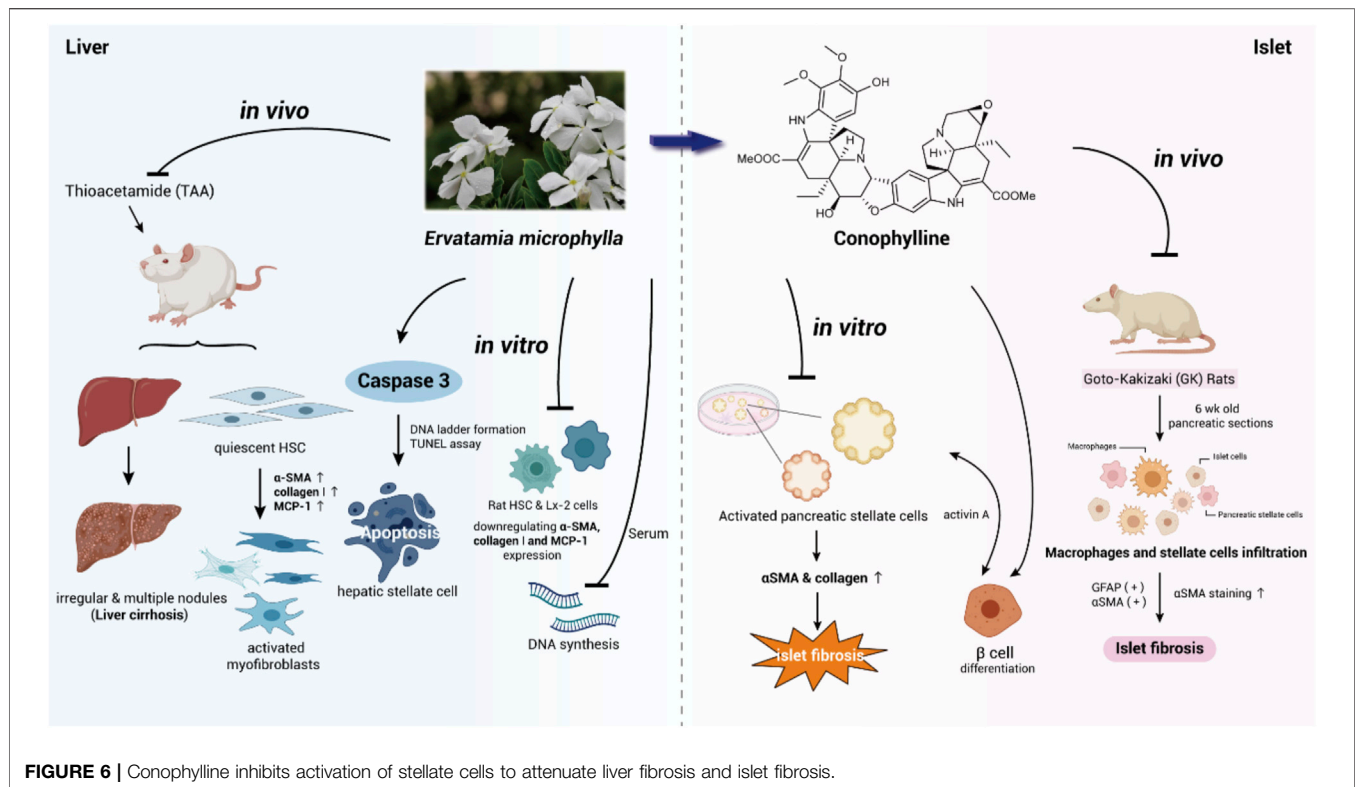 Liver
in vivo
Thioacetamide (TAA)
Ervatamia microphylla
quiescent HSC
α-SMA ↑
collagen I ↑
MCP-1 ↑
irregular & multiple nodules
(Liver cirrhosis)
activated
myofibroblasts
Caspase 3
DNA ladder formation
TUNEL assay
Apoptosis
hepatic stellate cell
in vitro
Rat HSC & Lx-2 cells
downregulating α-SMA,
collagen I and MCP-1
expression
Serum
DNA synthesis
Islet
O
O
OH
HN
H
N
MeOOC
HO
O
N
O
H
NH
COOMe
Conophylline
in vitro
Activated pancreatic stellate cells
αSMA & collagen ↑
islet fibrosis
activin A
β cell
differentiation
in vivo
Goto-Kakizaki (GK) Rats
6 wk old
pancreatic sections
Macrophages
Islet cells
Pancreatic stellate cells
Macrophages and stellate cells infiltration
GFAP (+)
αSMA (+)
αSMA staining ↑
Islet fibrosis
FIGURE 6 | Conophylline inhibits activation of stellate cells to attenuate liver fibrosis and islet fibrosis.